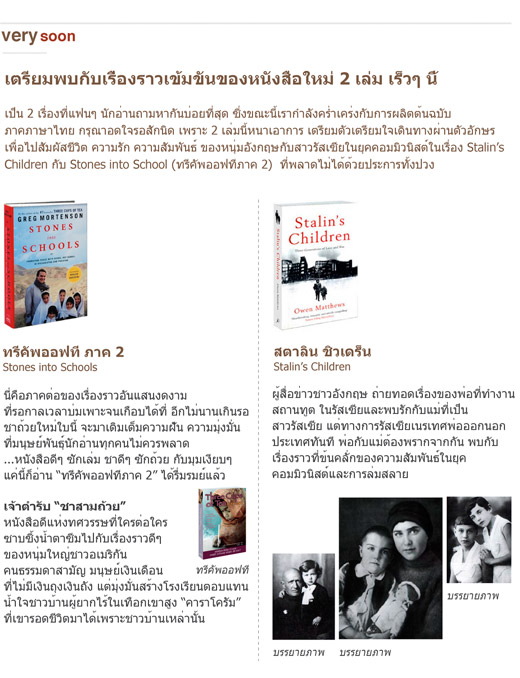 very soon
เตรียมพบกับเรื่องราวเข้มข้นของหนังสือใหม่ 2 เล่ม เร็วๆ นี้
เป็น 2 เรื่องที่แฟนๆ นักอ่านถามหากันบ่อยที่สุด ซึ่งขณะนี้เรากำลังคร่ำเคร่งกับการผลิตต้นฉบับ
ภาคภาษาไทย กรุณาอดใจรอสักนิด เพราะ 2 เล่มนี้หนาเอาการ เตรียมตัวเตรียมใจเดินทางผ่านตัวอักษร
เพื่อไปสัมผัสชีวิต ความรัก ความสัมพันธ์ ของหนุ่มอังกฤษกับสาวรัสเซียในยุคคอมมิวนิสต์ในเรื่อง Stalin's
Children กับ Stones into School (ทรีคัพออฟทีภาค 2) ที่พลาดไม่ได้ด้วยประการทั้งปวง
THREE CUPS OF TEA
GREG MORTENSON
STONES
INTO
SCHOOLS
ทรีคัพออฟที ภาค 2
Stones into Schools
นี่คือภาคต่อของเรื่องราวอันแสนงดงาม
ที่รอกาลเวลาบ่มเพาะจนเกือบได้ที่ อีกไม่นานเกินรอ
ชาถ้วยใหม่ใบนี้ จะมาเติมเต็มความฝัน ความมุ่งมั่น
ที่มนุษย์พันธุ์นักอ่านทุกคนไม่ควรพลาด
...หนังสือดีๆ ซักเล่ม ชาดีๆ ซักถ้วย กับมุมเงียบๆ
แค่นี้ก็อ่าน "ทรีคัพออฟทีภาค 2" ได้รื่มรมย์แล้ว
เจ้าตำรับ "ชาสามถ้วย"
หนังสือดีแห่งทศวรรษที่ใครต่อใคร
ซาบซึ้งน้ำตาซึมไปกับเรื่องราวดีๆ
ของหนุ่มใหญ่ชาวอเมริกัน
คนธรรมดาสามัญ มนุษย์เงินเดือน
ที่ไม่มีเงินถุงเงินถัง แต่มุ่งมั่นสร้างโรงเรียนตอบแทน
น้ำใจชาวบ้านผู้ยากไร้ในเทือกเขาสูง "คาราโครัม"
ที่เขารอดชีวิตมาได้เพราะชาวบ้านเหล่านั้น
ทรีคัพออฟที
Stalin's
Children
Owen Matthews
Stalin's Children
สตาลิน ชิวเดร็น
Stalin's Children
ผู้สื่อข่าวชาวอังกฤษ ถ่ายทอดเรื่องของพ่อที่ทำงาน
สถานทูต ในรัสเซียและพบรักกับแม่ที่เป็น
สาวรัสเซีย แต่ทางการรัสเซียเนรเทศพ่อออกนอก
ประเทศทันที พ่อกับแม่ต้องพรากจากกัน พบกับ
เรื่องราวที่ข้นคลั่กของความสัมพันธ์ในยุค
คอมมิวนิสต์และการล่มสลาย
บรรยายภาพ
บรรยายภาพ
บรรยายภาพ